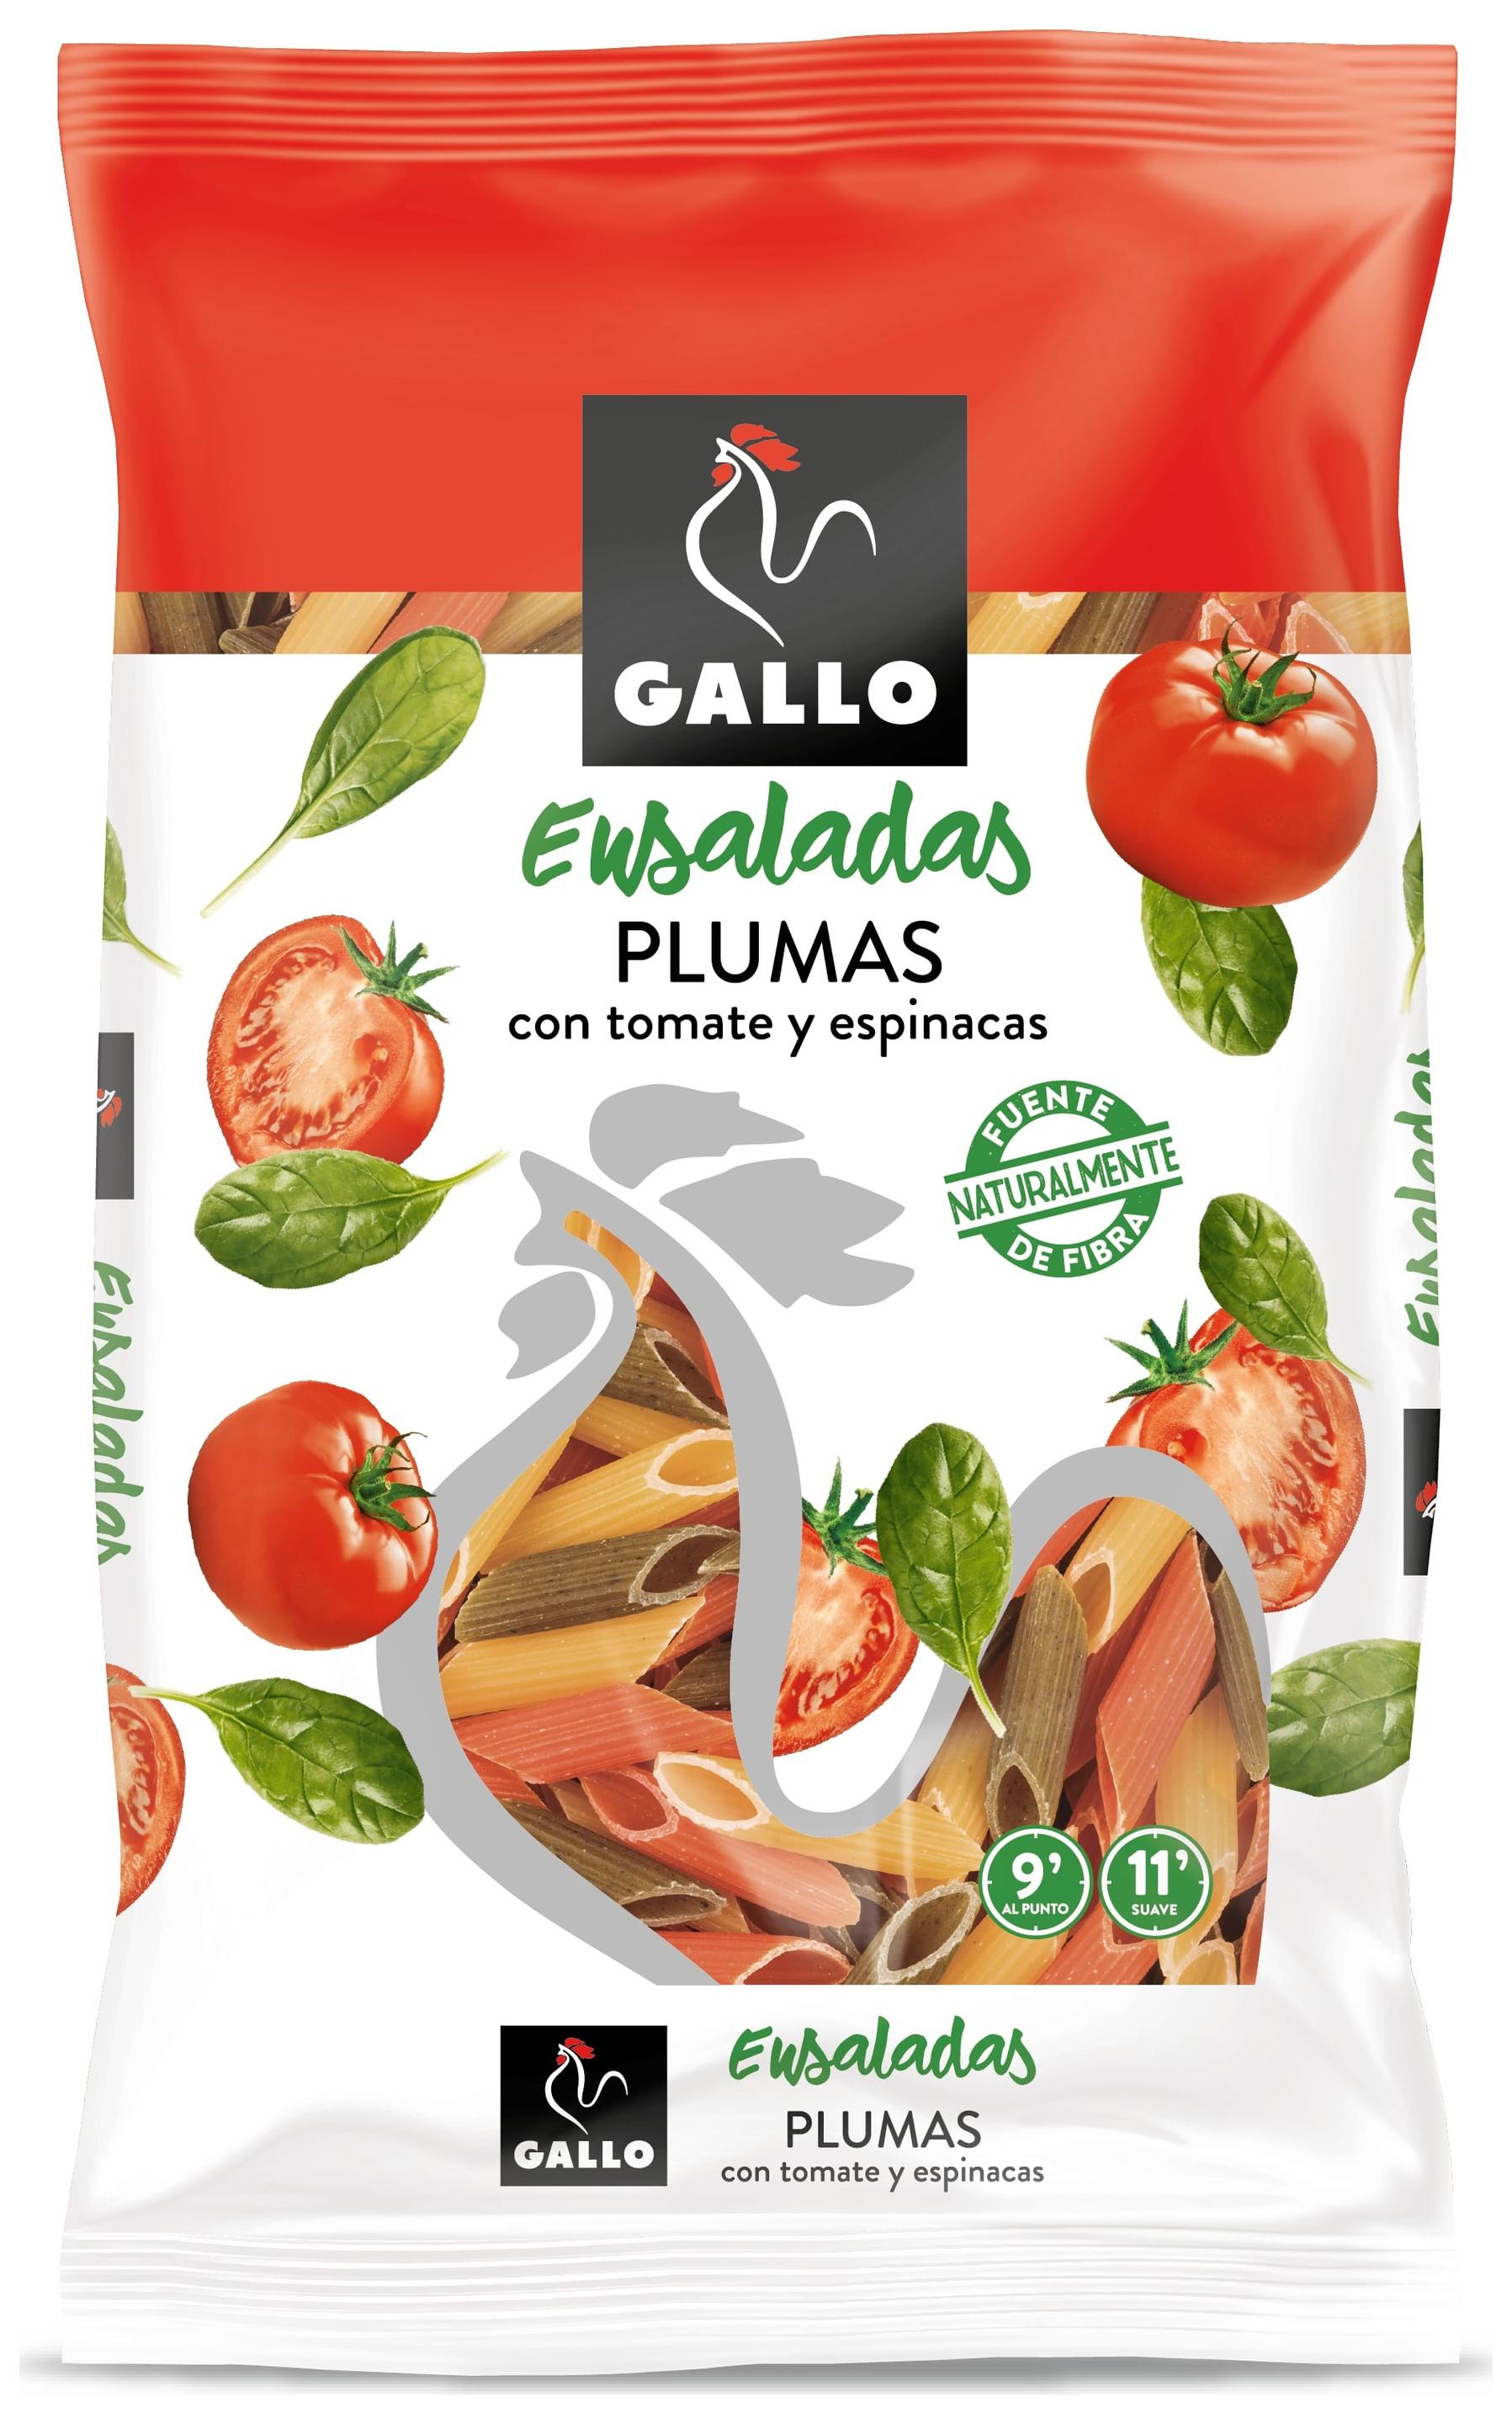 GALLO
Ensaladas
PLUMAS
con tomate y espinacas
FUENTE
NATURALMENTE
DE FIBRA
Ensaladas
Ensaladas
9’
AL PUNTO
11’
SUAVE
GALLO
Ensaladas
PLUMAS
con tomate y espinacas